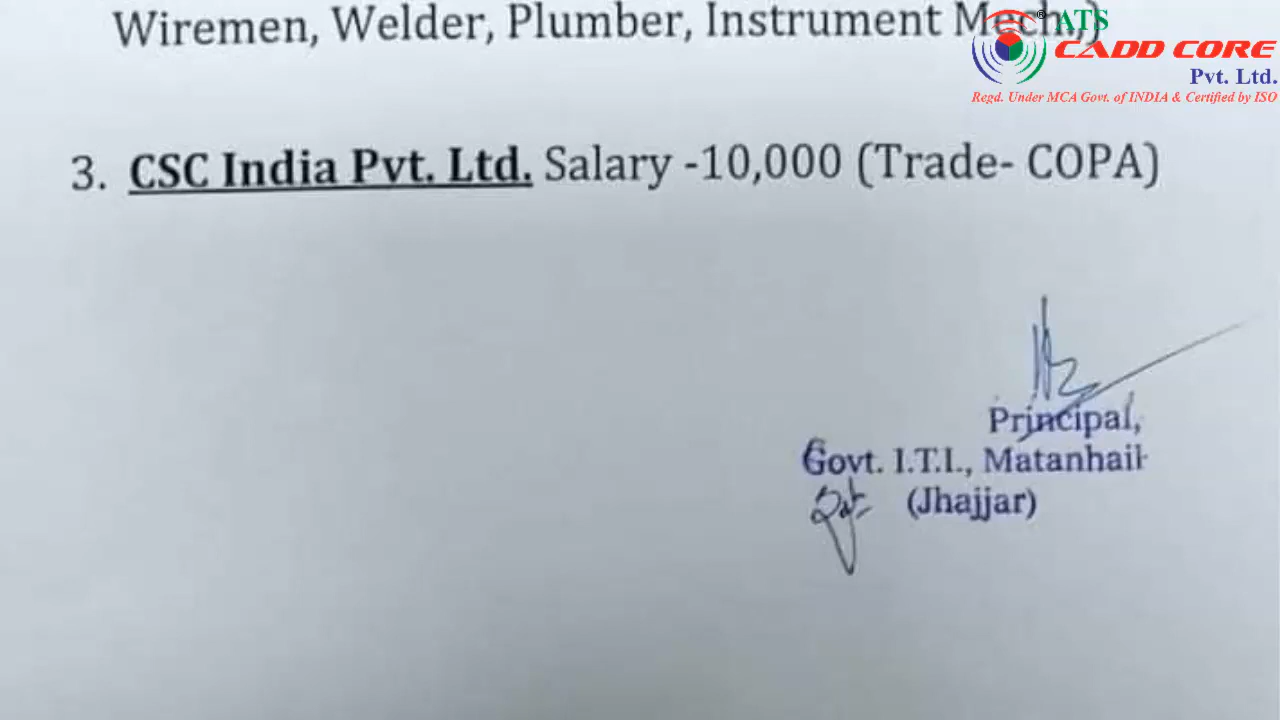 Wiremen, Welder, Plumber, Instrument Mech,)
® ATS
CADD CORE
Pvt. Ltd.
Regd. Under MCA Govt. of INDIA & Certified by ISO
3. CSC India Pvt. Ltd. Salary -10,000 (Trade- COPA)
Principal,
Govt. I.T.I., Matanhail
(Jhajjar)